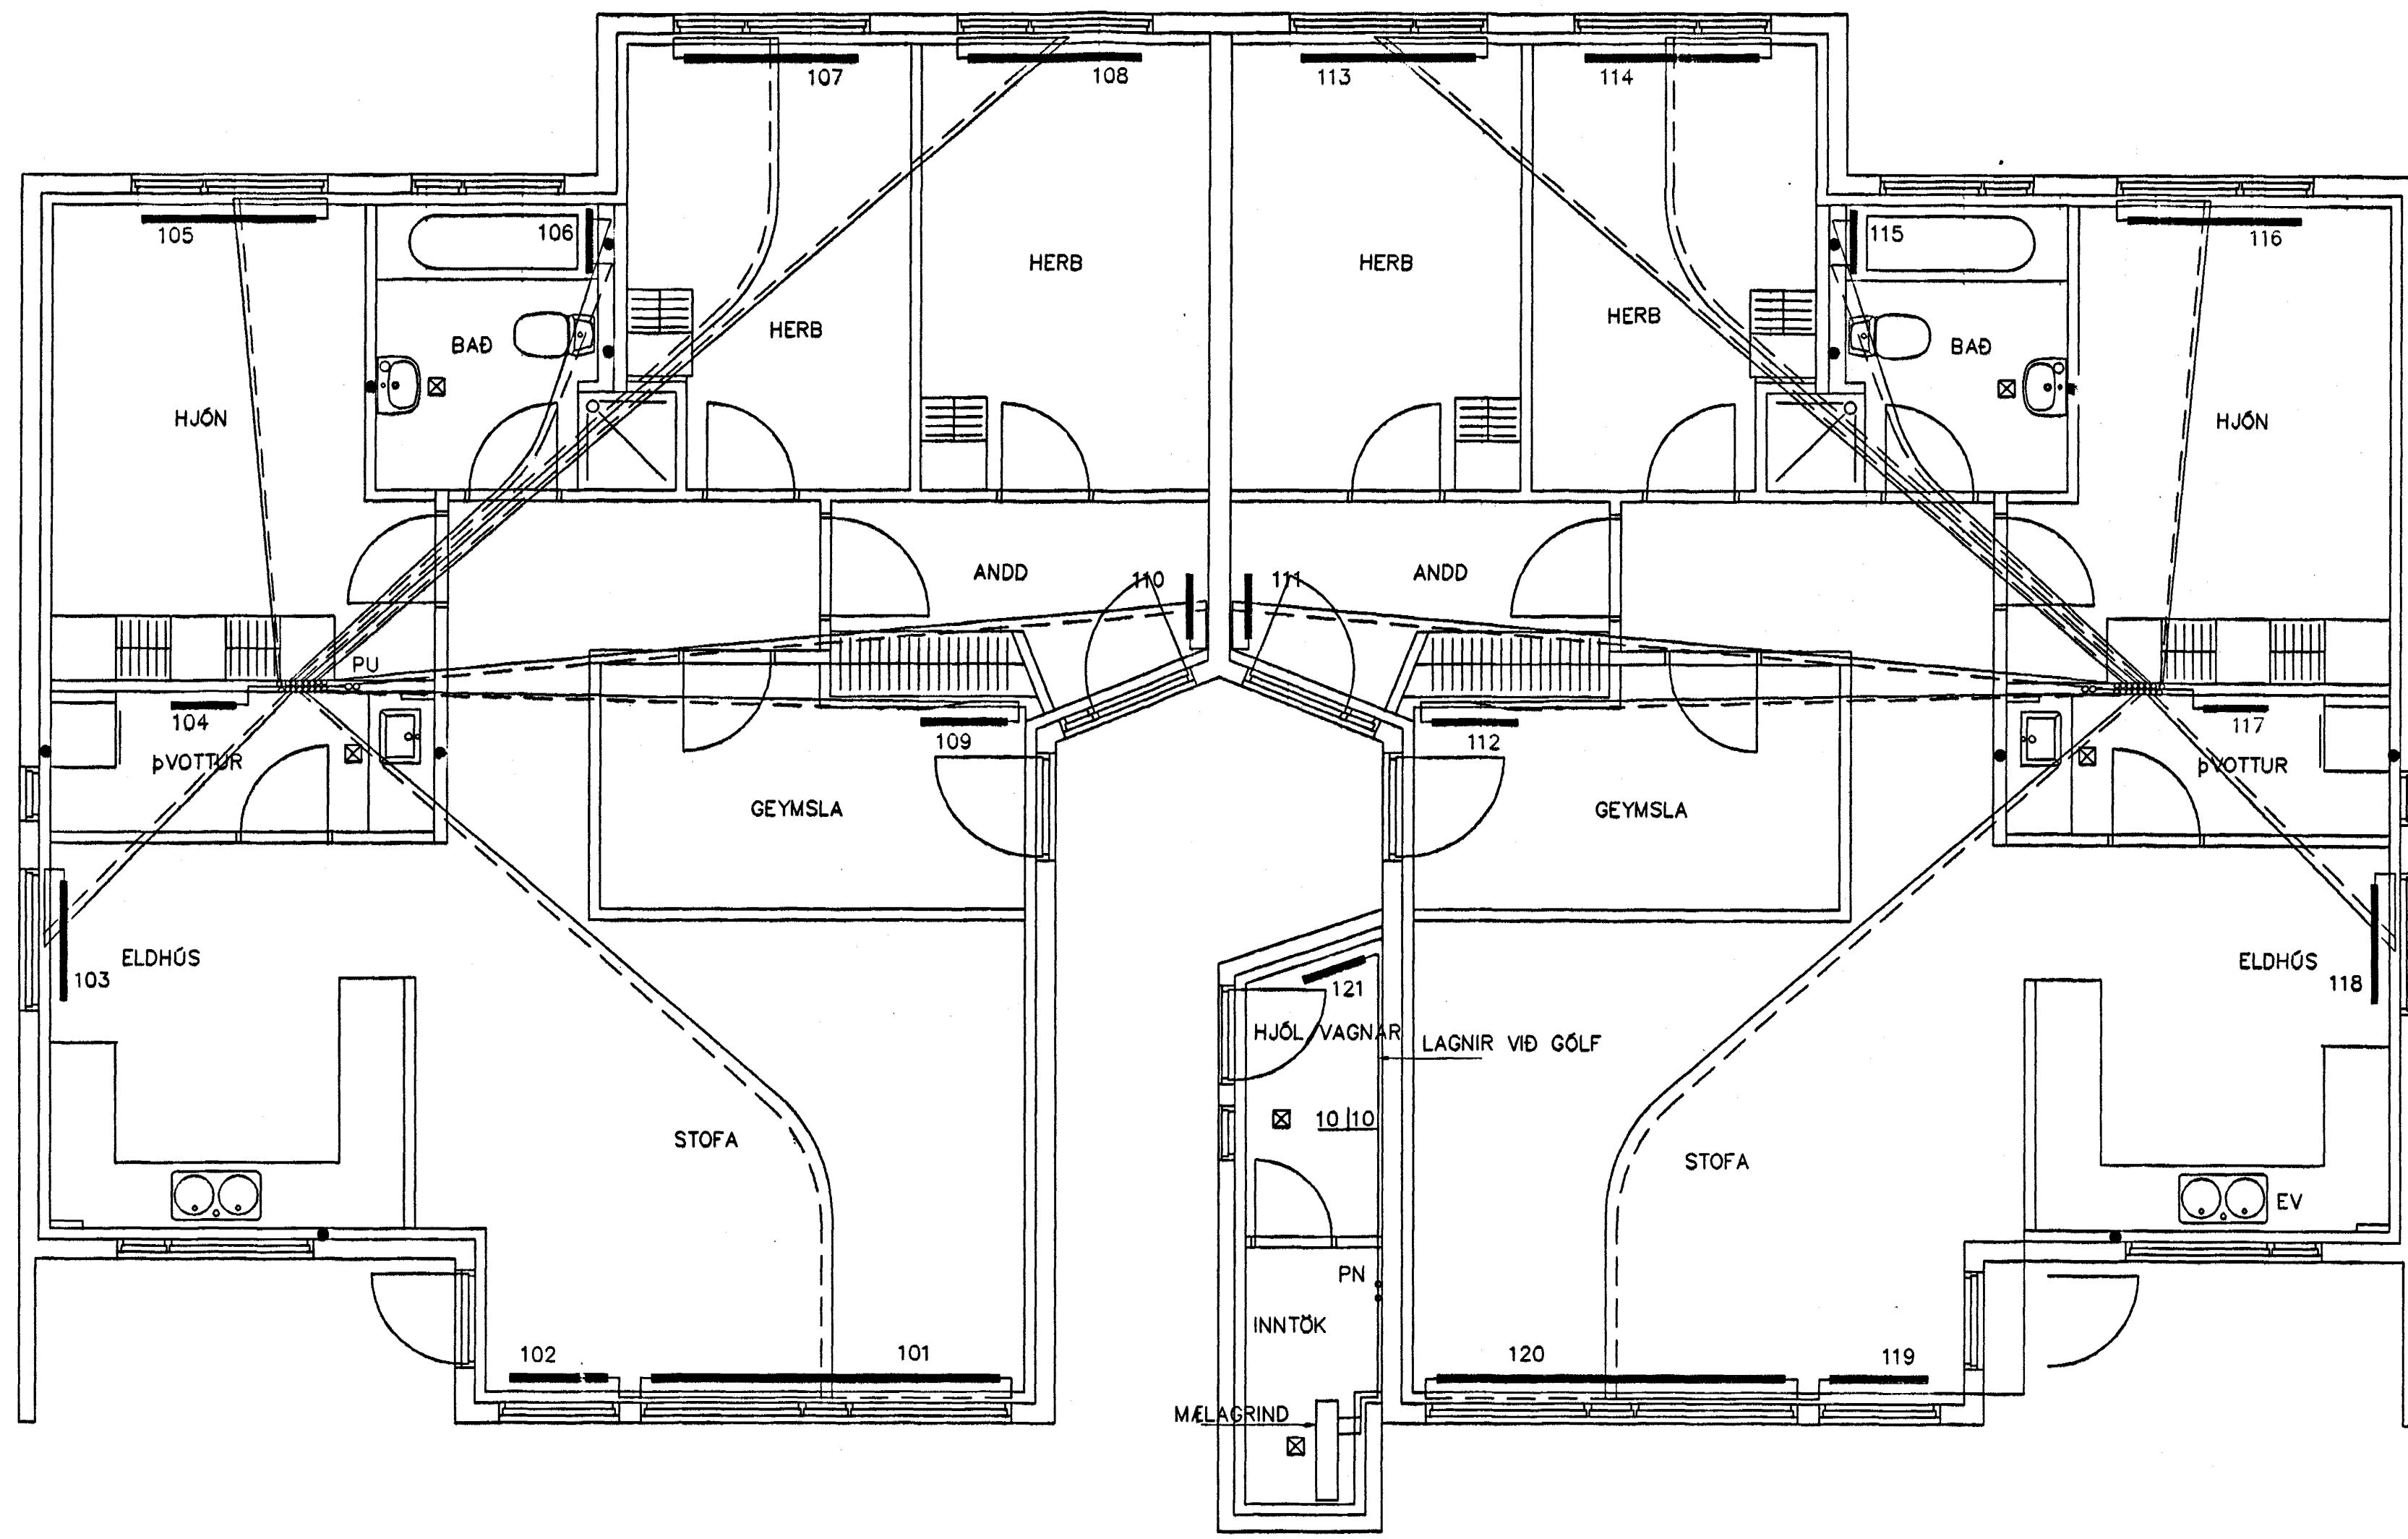 107
108
113
114
105
106
115
116
HERB
HERB
HERB
HERB
BAÐ
BAÐ
HJÓN
HJÓN
ANDD
110
111
ANDD
PU
104
109
112
117
ÞVOTTUR
ÞVOTTUR
GEYMSLA
GEYMSLA
ELDHÚS
ELDHÚS
103
118
121
HJÓL/VAGNAR
LAGNIR VIÐ GÓLF
10 | 10
STOFA
STOFA
EV
PN
INNTÖK
102
101
120
119
MÆLAGRIND